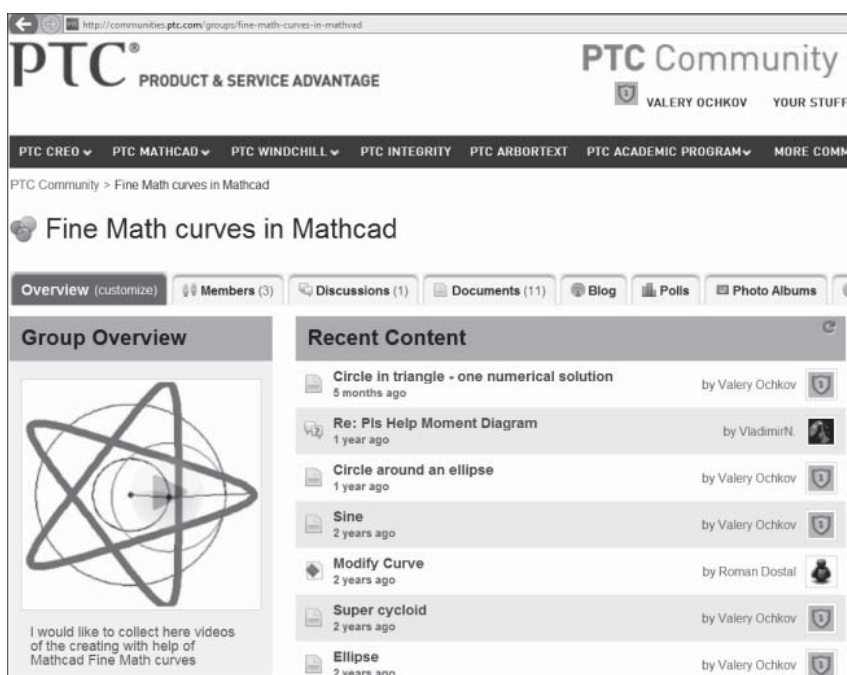 http://communities.ptc.com/groups/fine-math-curves-in-mathcad
PTC® PRODUCT & SERVICE ADVANTAGE
PTC Community
VALERY OCHKOV YOUR STUFF
PTC CREO PTC MATHCAD PTC WINDCHILL PTC INTEGRITY PTC ARBORTEXT PTC ACADEMIC PROGRAM MORE COMM
PTC Community > Fine Math curves in Mathcad
Fine Math curves in Mathcad
Overview (customize) Members (3) Discussions (1) Documents (11) Blog Polls Photo Albums
Group Overview
I would like to collect here videos
of the creating with help of
Mathcad Fine Math curves
Recent Content
Circle in triangle - one numerical solution
5 months ago
by Valery Ochkov
Re: Pls Help Moment Diagram
1 year ago
by VladimirN.
Circle around an ellipse
1 year ago
by Valery Ochkov
Sine
2 years ago
by Valery Ochkov
Modify Curve
2 years ago
by Roman Dostal
Super cycloid
2 years ago
by Valery Ochkov
Ellipse
2 years ago
by Valery Ochkov